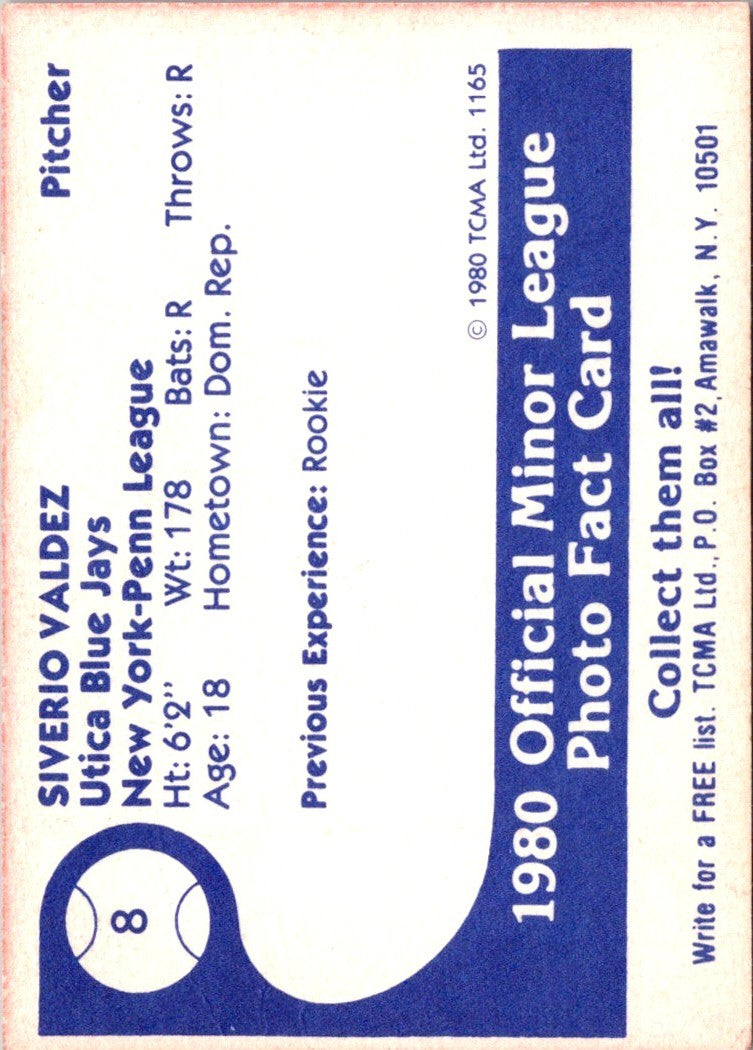 8
SIVERIO VALDEZ Pitcher
Utica Blue Jays
New York-Penn League
Ht: 6'2" Wt: 178 Bats: R Throws: R
Age: 18 Hometown: Dom. Rep.
Previous Experience: Rookie
© 1980 TCMA Ltd. 1165
1980 Official Minor League
Photo Fact Card
Collect them all!
Write for a FREE list. TCMA Ltd., P.O. Box #2, Amawalk, N.Y. 10501